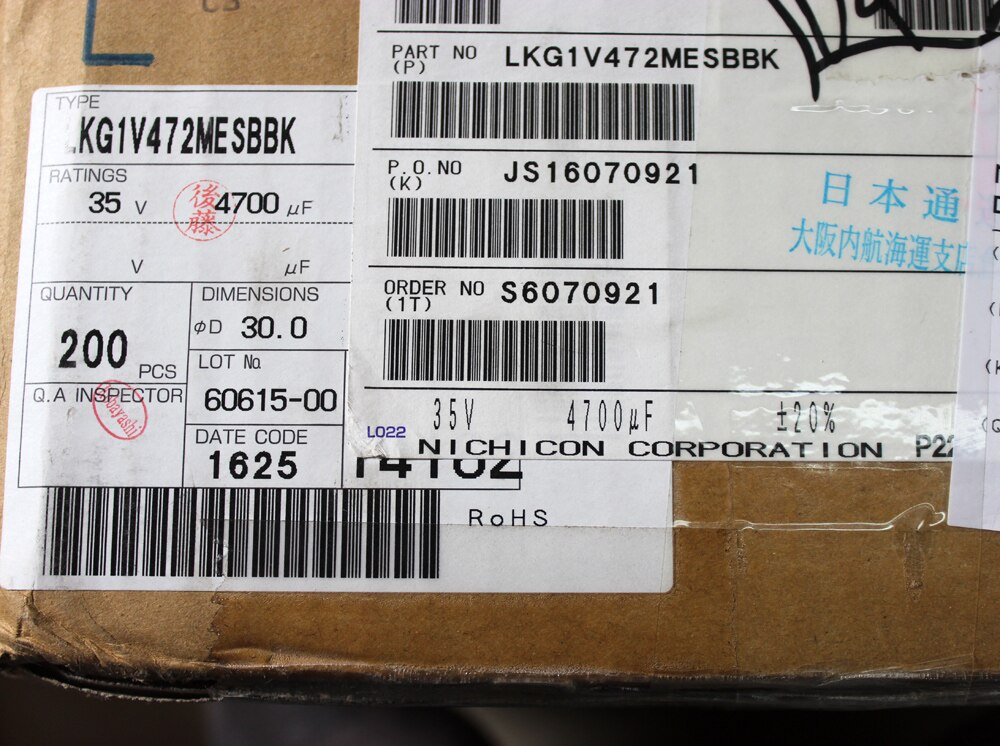 TYPE
LKG1V472MESBBK
RATINGS
35 V 4700 μF
後藤
V μF
QUANTITY
200 PCS
DIMENSIONS
φD 30.0
LOT No
60615-00
Q.A INSPECTOR
DATE CODE
1625
RoHS
PART NO LKG1V472MESBBK
(P)
P.O.NO JS16070921
(K)
ORDER NO S6070921
(1T)
35V 4700μF ±20%
L022
NICHICON CORPORATION P22
日本通
大阪内航海運支店